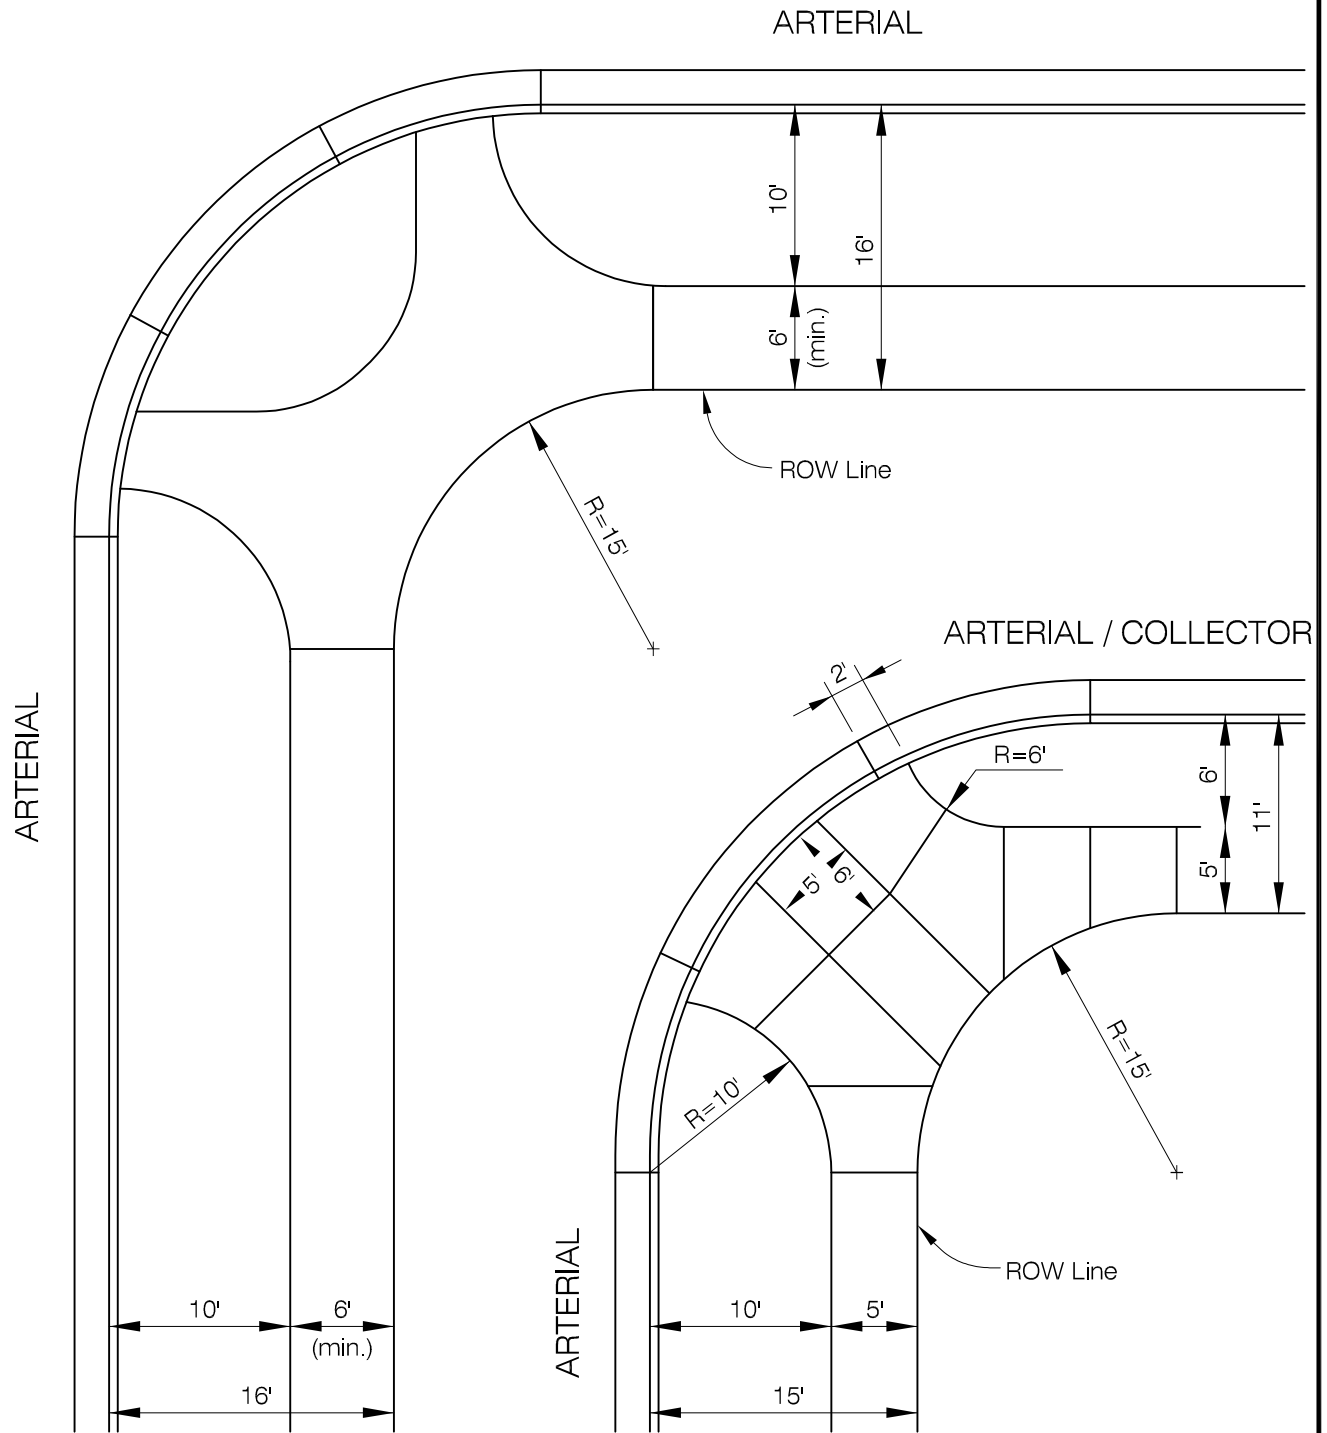 ARTERIAL
10'
16'
6'
(min.)
ROW Line
R=15'
ARTERIAL / COLLECTOR
2'
R=6'
6'
11'
5'
5'
6'
ARTERIAL
R=15'
R=10'
ROW Line
ARTERIAL
10'
6'
(min.)
16'
10'
5'
15'